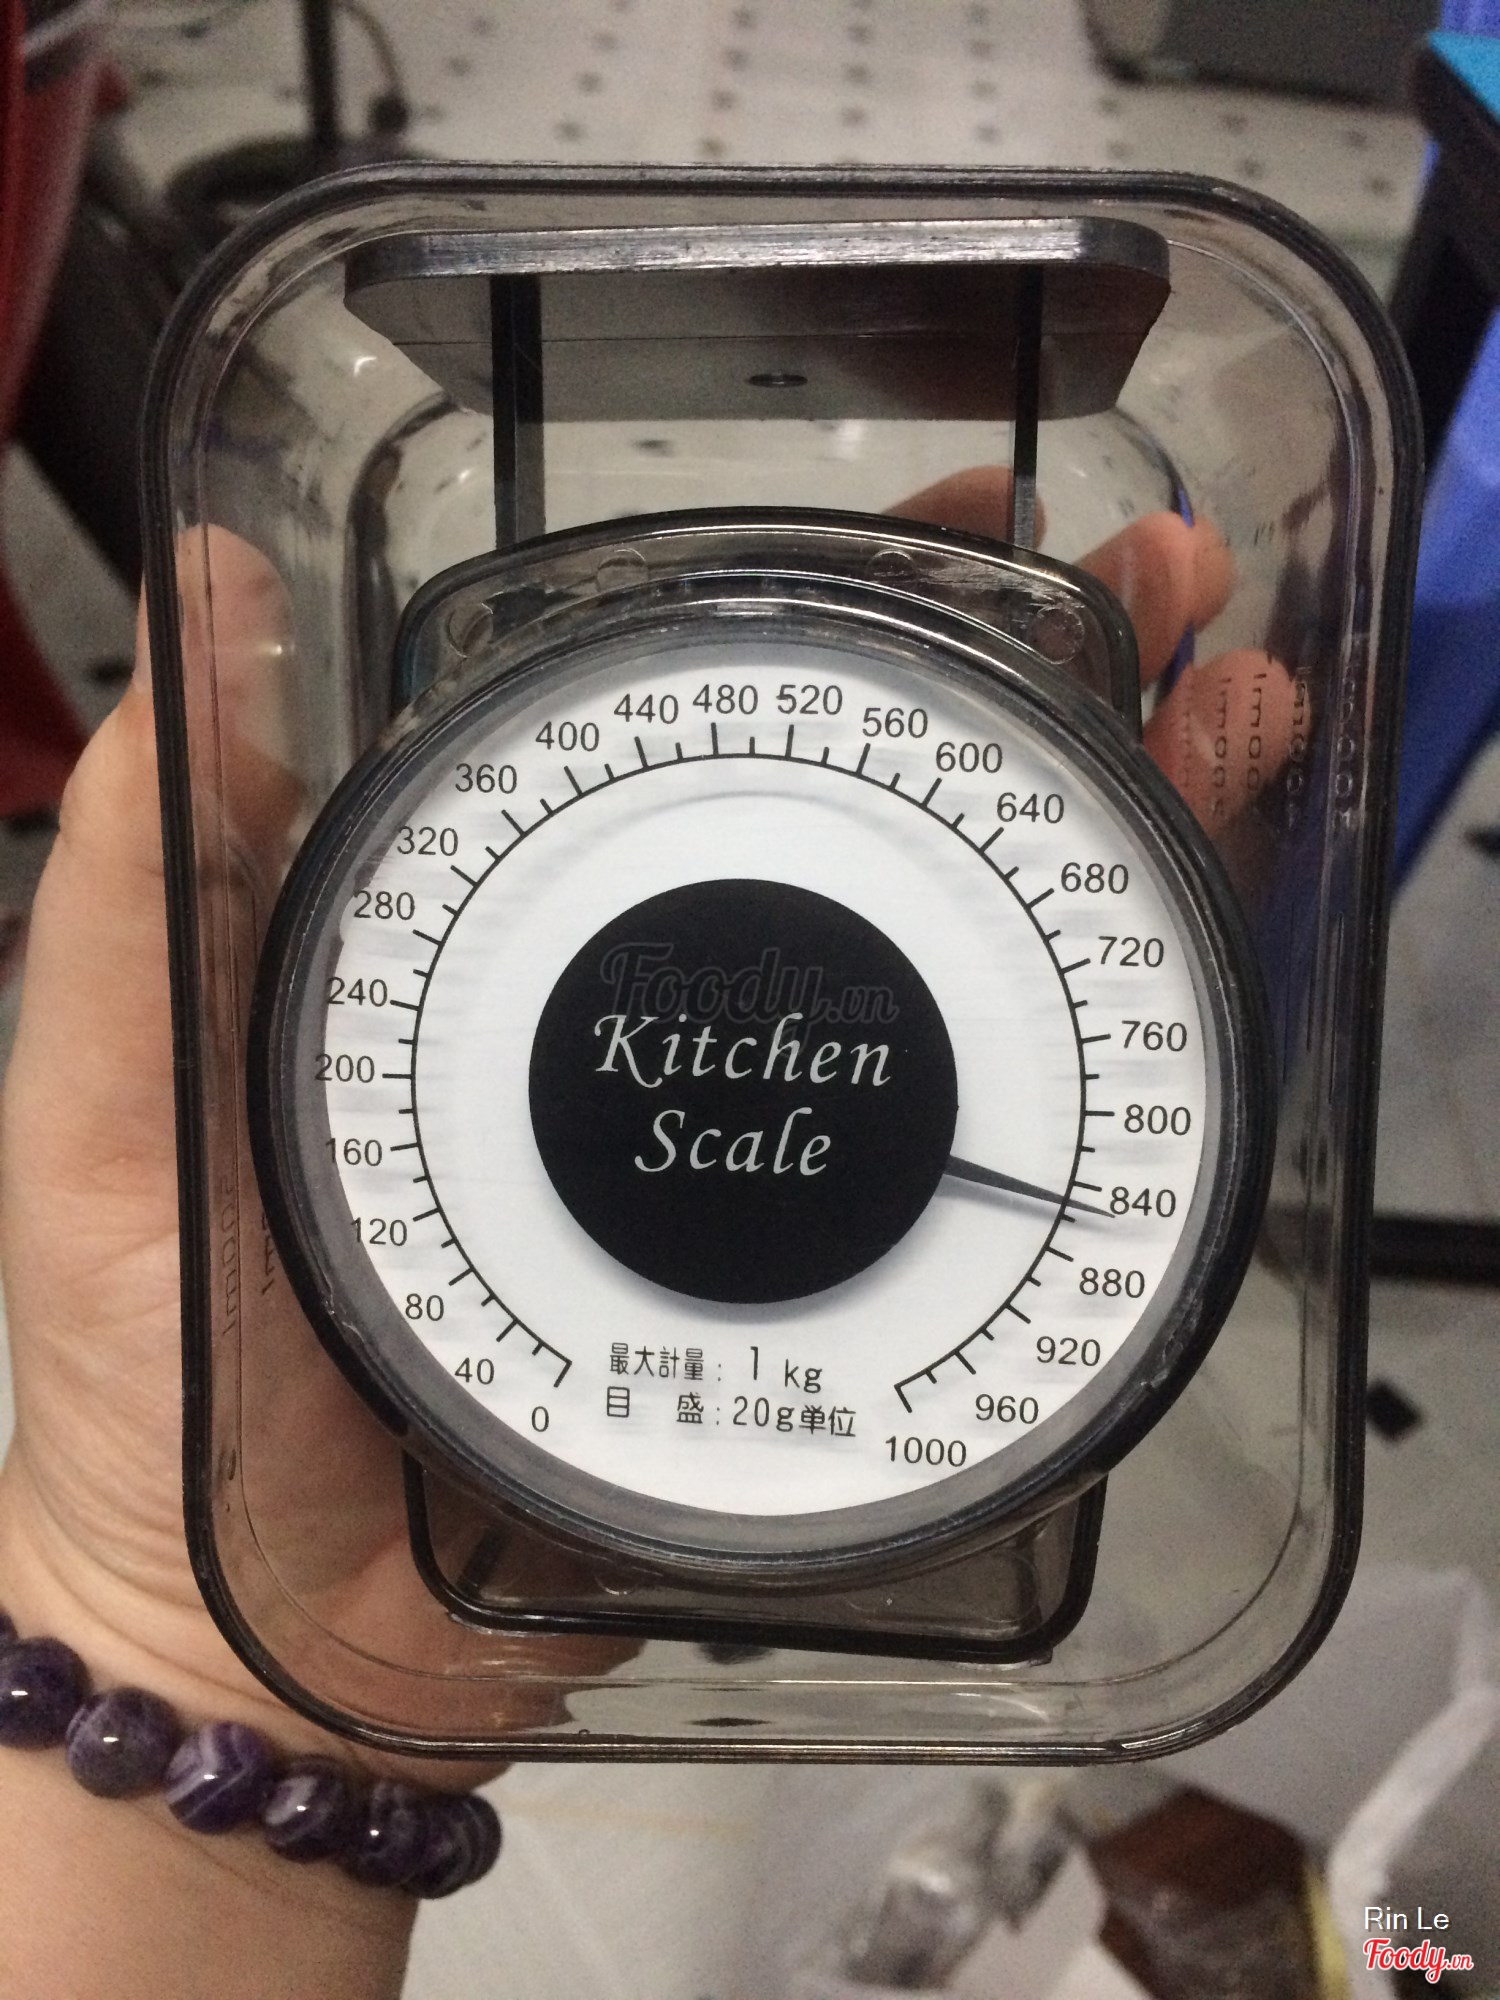 480 520
440 560
400 600
360 640
320 680
280 720
240 760
200 800
160 840
120 880
80 920
40 960
0 1000
Foody.vn
Kitchen
Scale
最大計量: 1 kg
目 盛: 20g単位
Rin Le
Foody.vn